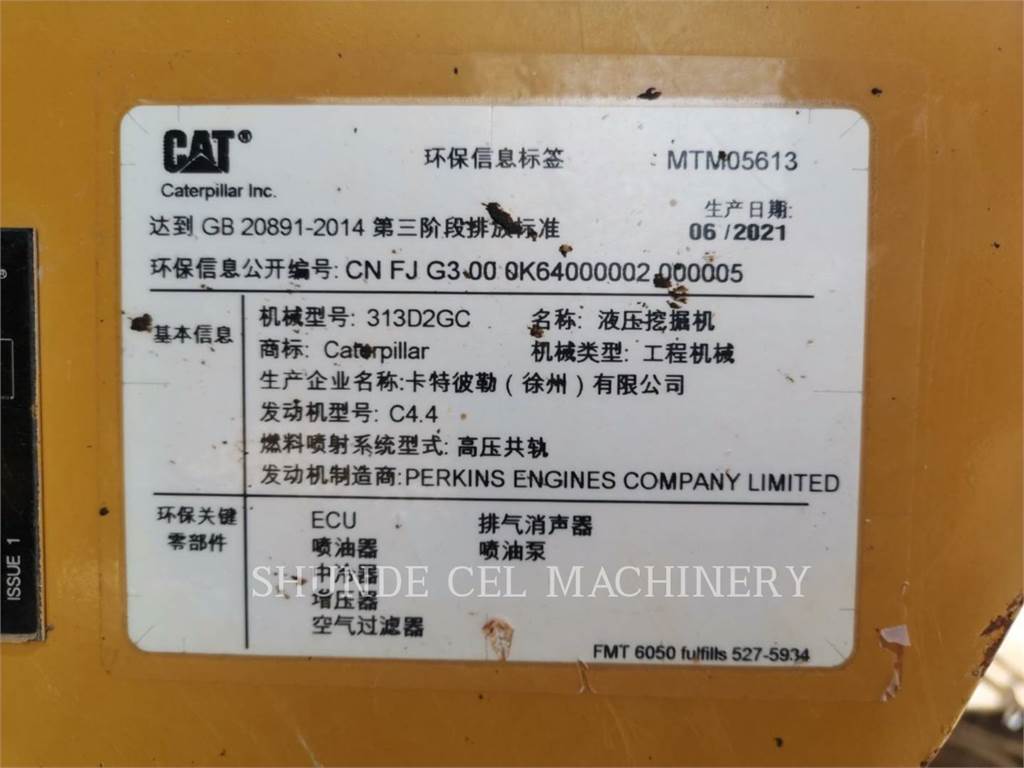 CAT®
Caterpillar Inc.
环保信息标签
MTM05613
生产日期:
06 /2021
达到 GB 20891-2014 第三阶段排放标准
环保信息公开编号: CN FJ G3 00 0K64000002 000005
基本信息
机械型号: 313D2GC 名称: 液压挖掘机
商标: Caterpillar 机械类型: 工程机械
生产企业名称:卡特彼勒（徐州）有限公司
发动机型号: C4.4
燃料喷射系统型式: 高压共轨
发动机制造商:PERKINS ENGINES COMPANY LIMITED
环保关键
零部件
ECU 排气消声器
喷油器 喷油泵
中冷器
增压器
空气过滤器
SHUNDE CEL MACHINERY
FMT 6050 fulfills 527-5934
ISSUE 1
®